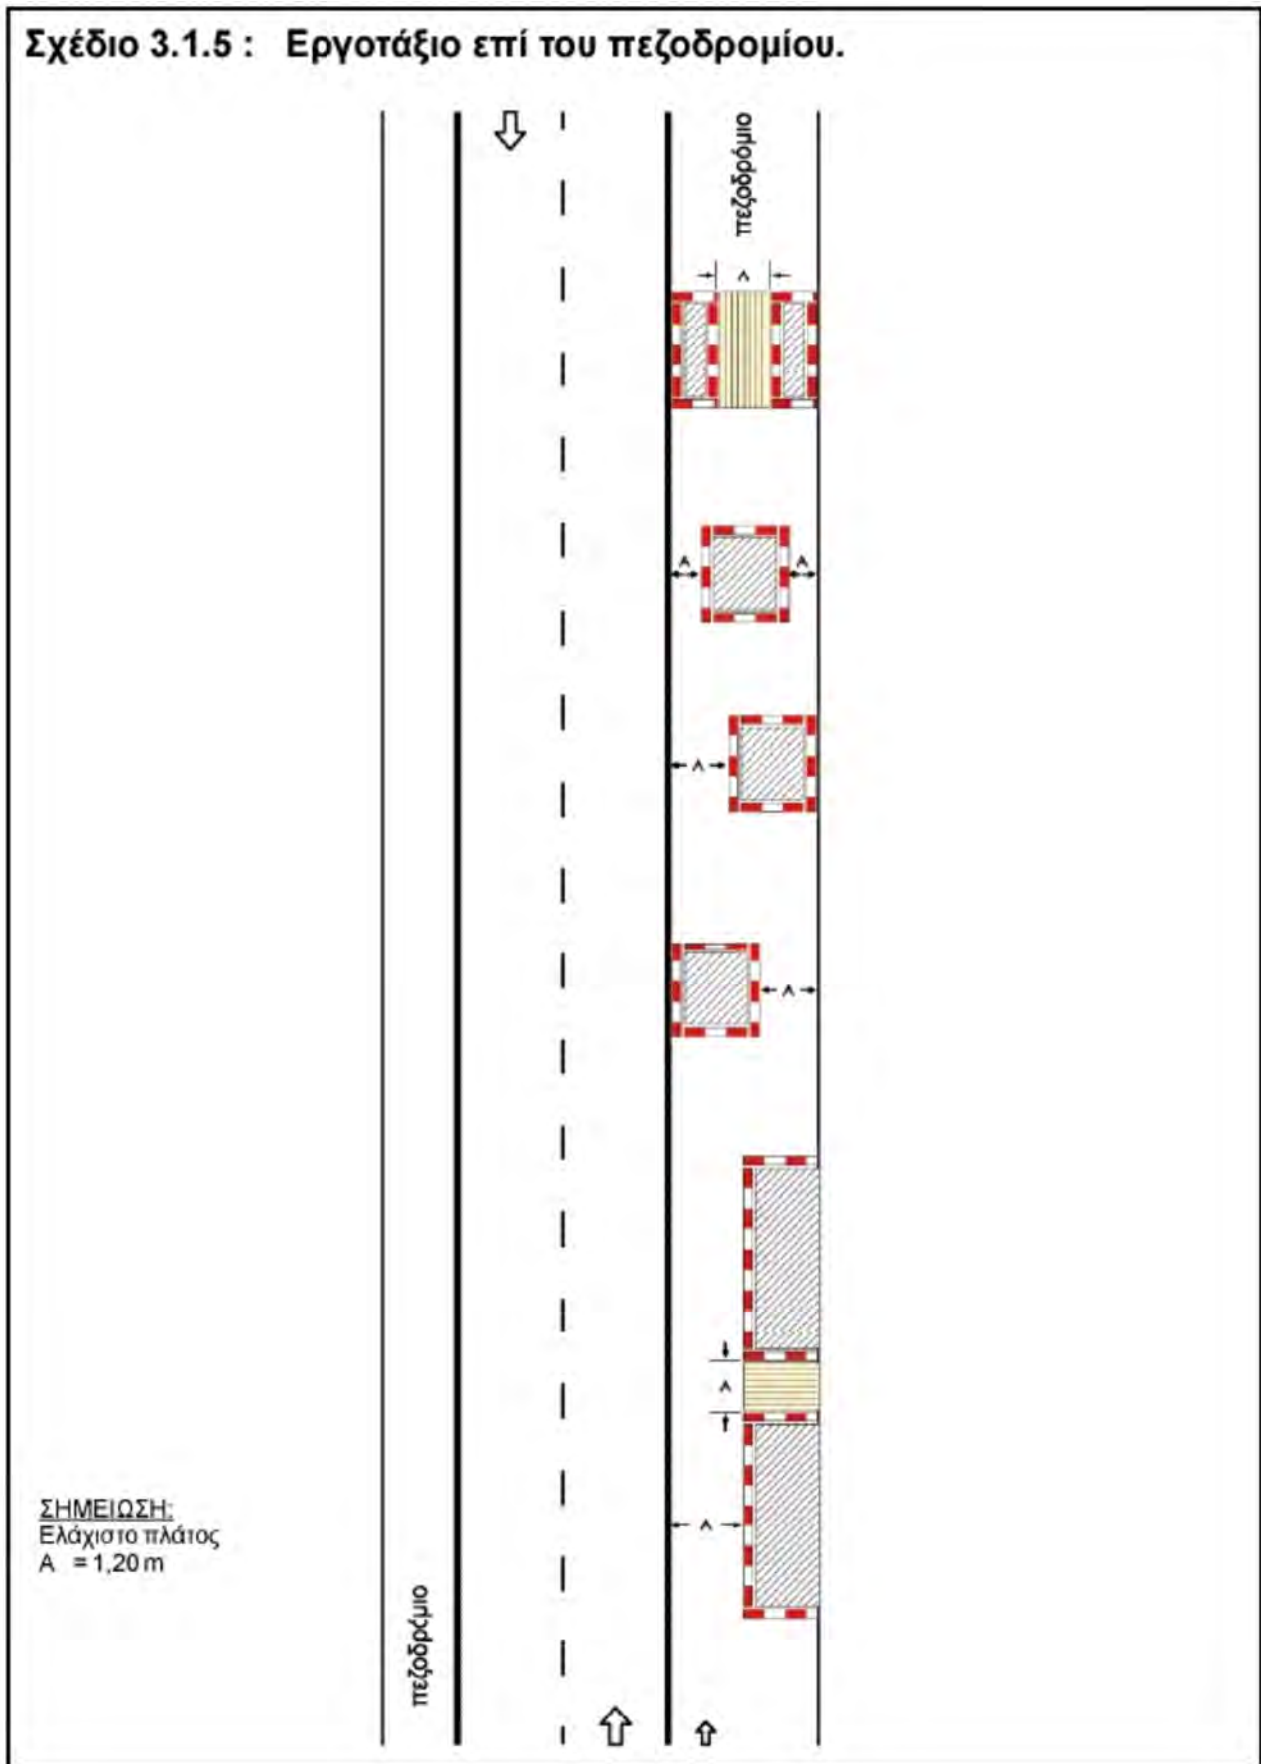 Σχέδιο 3.1.5 : Εργοτάξιο επί του πεζοδρομίου.
πεζοδρόμιο
Α
Α
Α
Α
Α
Α
Α
ΣΗΜΕΙΩΣΗ:
Ελάχιστο πλάτος
Α = 1,20 m
πεζοδρόμιο